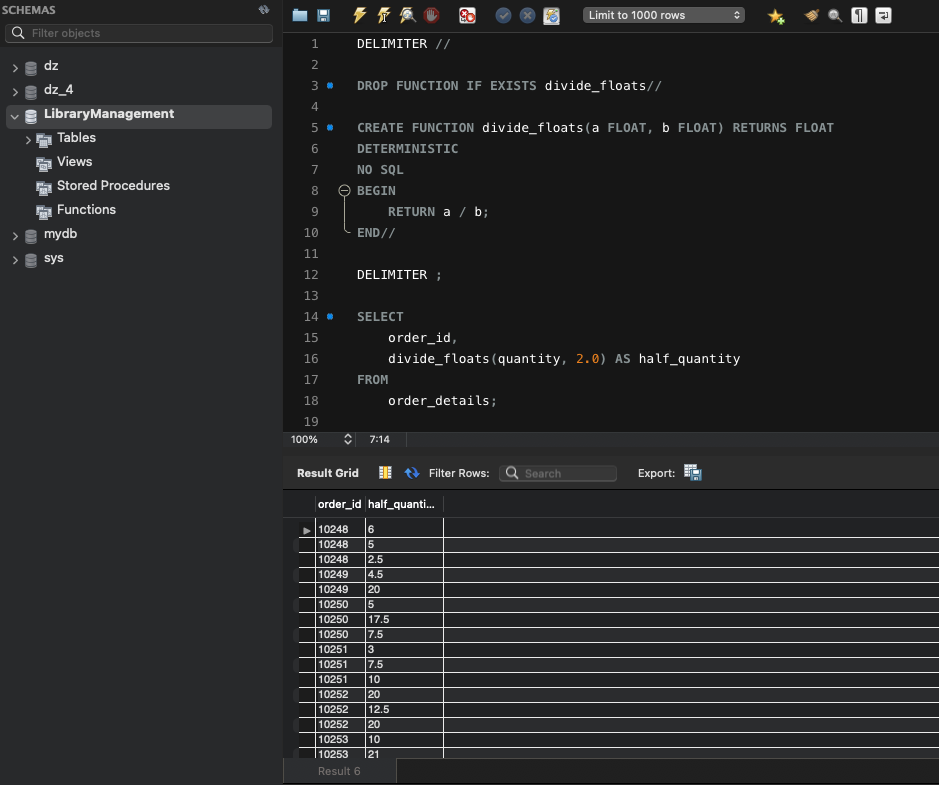 SCHEMAS
Filter objects
dz
dz_4
LibraryManagement
Tables
Views
Stored Procedures
Functions
mydb
sys
Limit to 1000 rows
1 DELIMITER //
2
3 DROP FUNCTION IF EXISTS divide_floats//
4
5 CREATE FUNCTION divide_floats(a FLOAT, b FLOAT) RETURNS FLOAT
6 DETERMINISTIC
7 NO SQL
8 BEGIN
9     RETURN a / b;
10 END//
11
12 DELIMITER ;
13
14 SELECT
15     order_id,
16     divide_floats(quantity, 2.0) AS half_quantity
17 FROM
18     order_details;
19
100% 7:14
Result Grid Filter Rows: Search Export:
order_id half_quanti...
10248 6
10248 5
10248 2.5
10249 4.5
10249 20
10250 5
10250 17.5
10250 7.5
10251 3
10251 7.5
10251 10
10252 20
10252 12.5
10252 20
10253 10
10253 21
Result 6